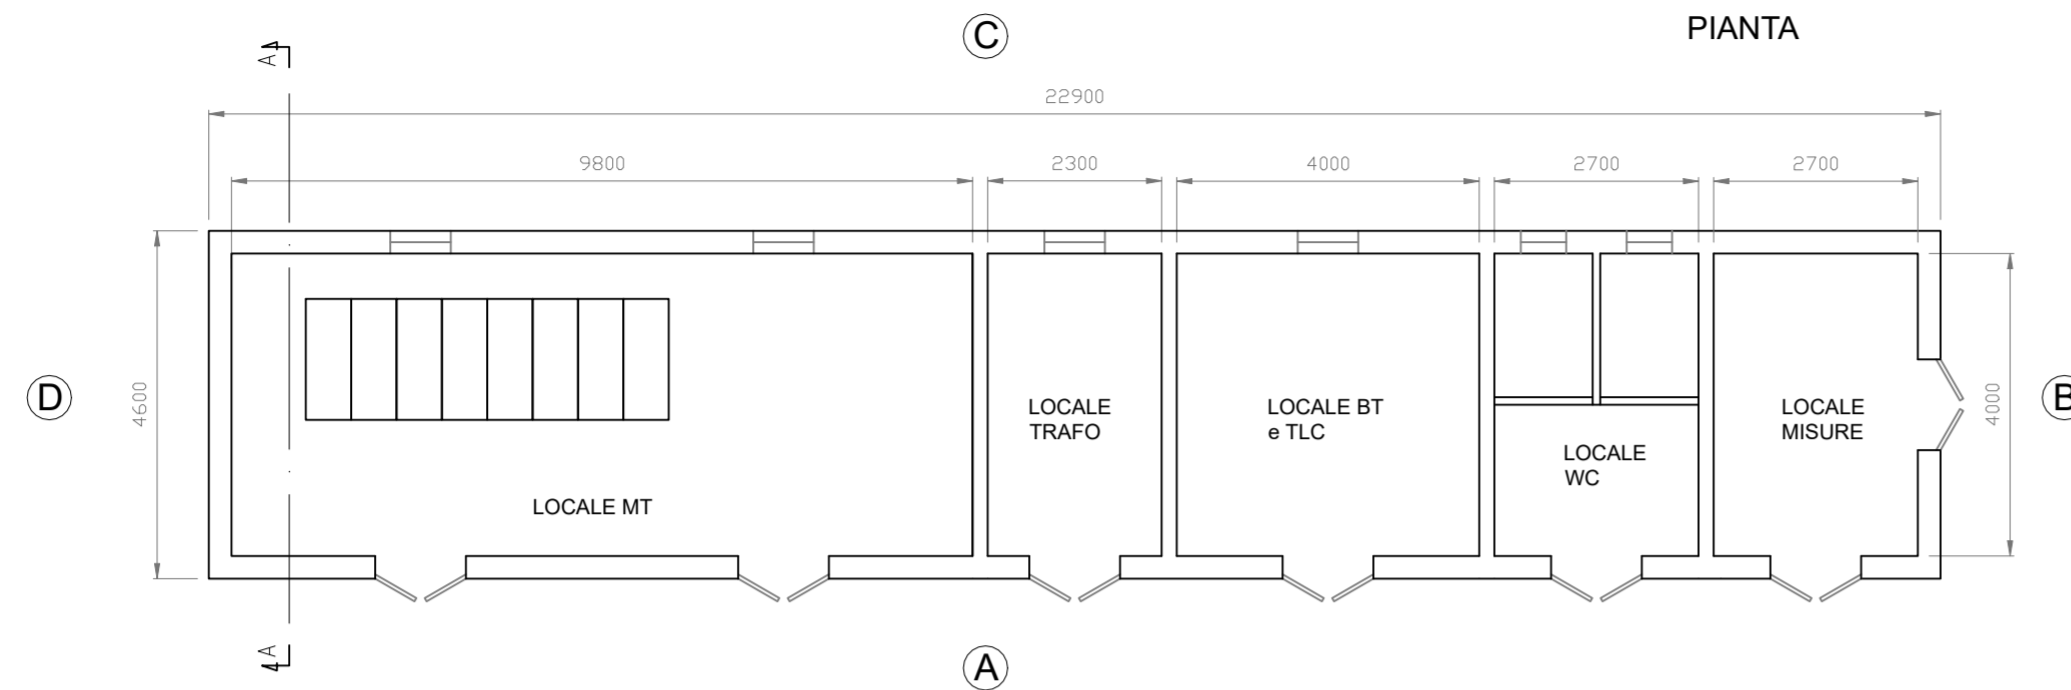 PIANTA
C
A
22900
9800
2300
4000
2700
2700
D
4600
4000
B
LOCALE
TRAFO
LOCALE BT
e TLC
LOCALE
MISURE
LOCALE
WC
LOCALE MT
A
A